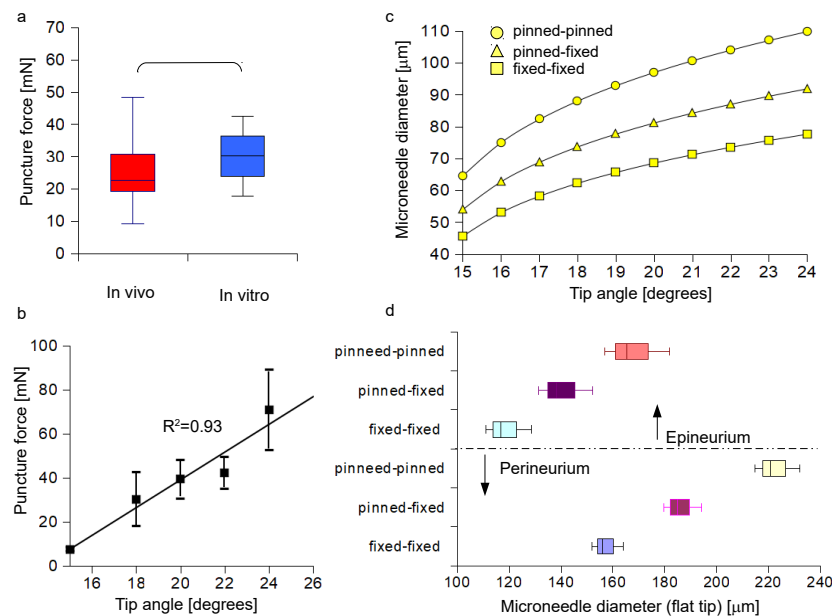 a
Puncture force [mN]
70
60
50
40
30
20
10
0
In vivo
In vitro
b
Puncture force [mN]
100
80
60
40
20
0
R²=0.93
16
18
20
22
24
26
Tip angle [degrees]
c
pinned-pinned
pinned-fixed
fixed-fixed
Microneedle diameter [µm]
110
100
90
80
70
60
50
40
15
16
17
18
19
20
21
22
23
24
Tip angle [degrees]
d
pinneed-pinned
pinned-fixed
fixed-fixed
Epineurium
Perineurium
pinneed-pinned
pinned-fixed
fixed-fixed
100
120
140
160
180
200
220
240
Microneedle diameter (flat tip) [µm]